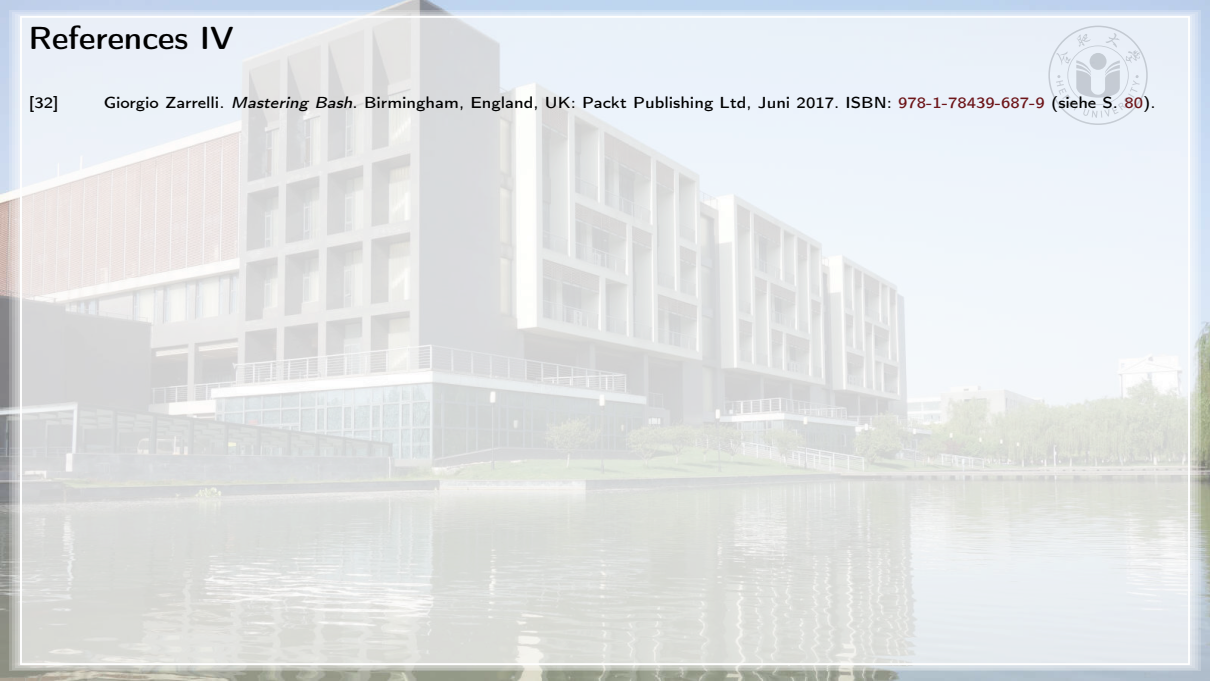 References IV
[32] Giorgio Zarrelli. Mastering Bash. Birmingham, England, UK: Packt Publishing Ltd, Juni 2017. ISBN: 978-1-78439-687-9 (siehe S. 80).